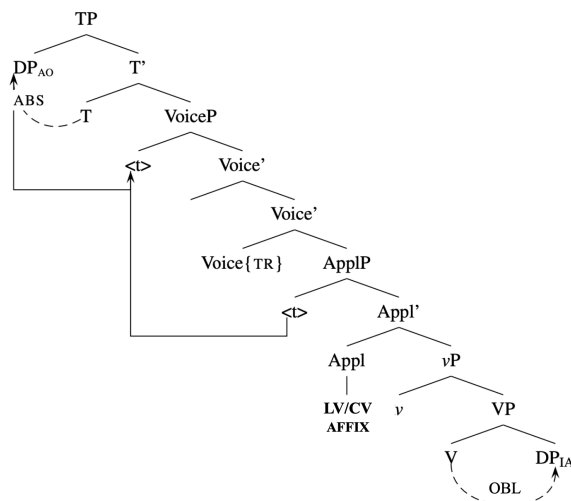 TP
DP_AO T’
ABS T VoiceP
<t> Voice’
Voice’
Voice{TR} ApplP
<t> Appl’
Appl vP
LV/CV v VP
AFFIX
V DP_IA
OBL